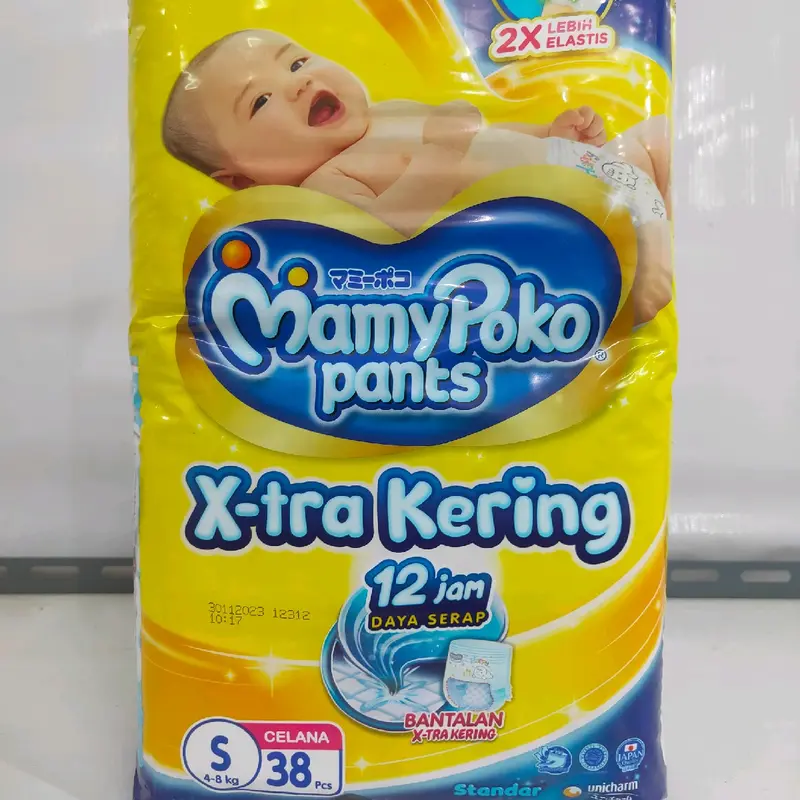 2X LEBIH
ELASTIS
マミーポコ
MamyPoko
pants
®
X-tra Kering
12 jam
DAYA SERAP
30112023 12312
10:17
BANTALAN
X-TRA KERING
S
4-8 kg
CELANA
38 Pcs
JAPAN
Standar
unicharm